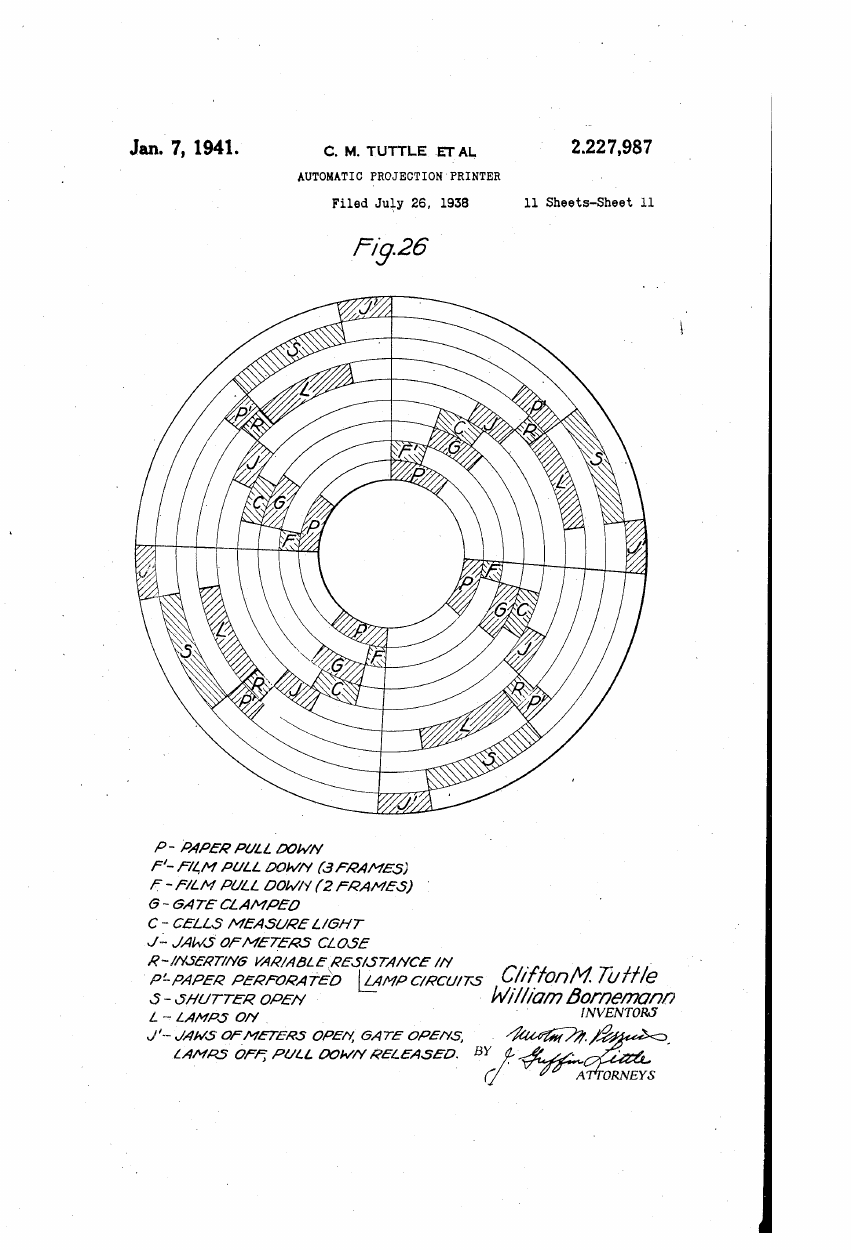 Jan. 7, 1941.
C. M. TUTTLE ET AL
2.227,987
AUTOMATIC PROJECTION PRINTER
Filed July 26, 1938
11 Sheets-Sheet 11
Fig.26
J'
S
L
P' R
P'
C J
R
J
F' G
S
P
L
C G
P
F
J'
J'
F
P
G C
L
P
J
F
S
G
R
R
J C
P'
P'
L
S
J'
P- PAPER PULL DOWN
F'- FILM PULL DOWN (3 FRAMES)
F - FILM PULL DOWN (2 FRAMES)
G - GATE CLAMPED
C - CELLS MEASURE LIGHT
J- JAWS OF METERS CLOSE
R-INSERTING VARIABLE RESISTANCE IN
P'-PAPER PERFORATED LAMP CIRCUITS
S - SHUTTER OPEN
L - LAMPS ON
J'- JAWS OF METERS OPEN, GATE OPENS,
LAMPS OFF, PULL DOWN RELEASED.
Clifton M. Tuttle
William Bornemann
INVENTORS
BY J. Griffin Little
ATTORNEYS